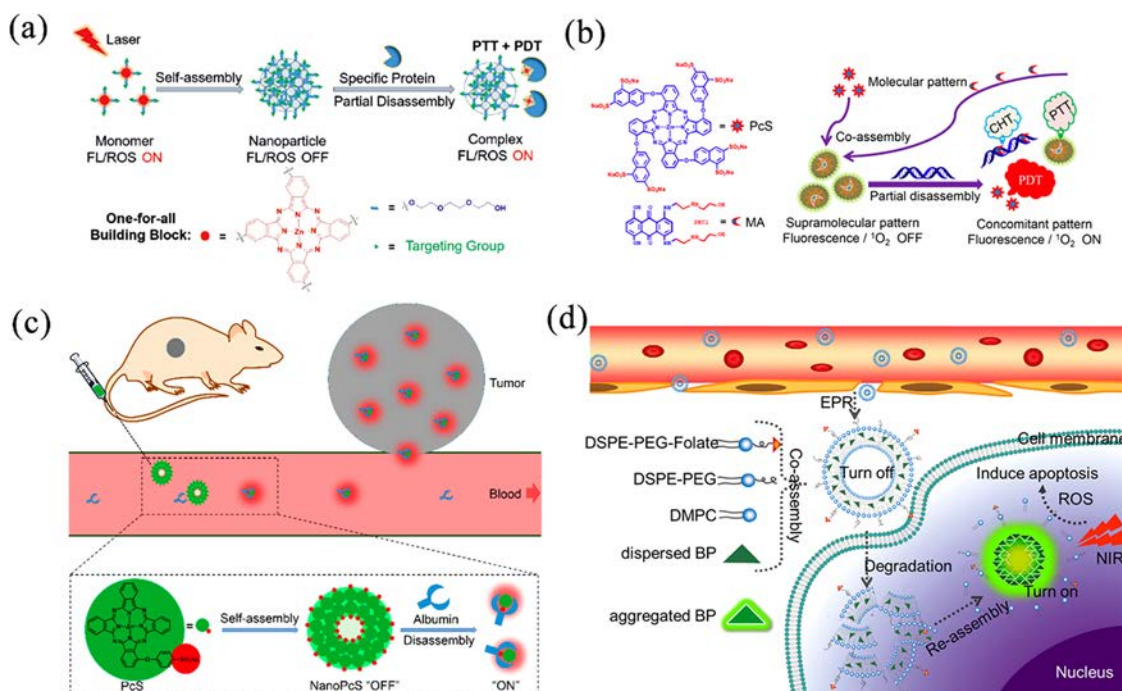 (a)
Laser
Self-assembly
Specific Protein
Partial Disassembly
PTT + PDT
Monomer
FL/ROS ON
Nanoparticle
FL/ROS OFF
Complex
FL/ROS ON
One-for-all
Building Block:
=
Zn
=
OH
= Targeting Group
(b)
= PcS
= MA
Molecular pattern
Co-assembly
Partial disassembly
CHT
PTT
PDT
Supramolecular pattern
Fluorescence / ¹O₂ OFF
Concomitant pattern
Fluorescence / ¹O₂ ON
(c)
Tumor
Blood
PcS
=
Self-assembly
NanoPcS "OFF"
Albumin
Disassembly
"ON"
(d)
EPR
DSPE-PEG-Folate
DSPE-PEG
DMPC
dispersed BP
aggregated BP
Co-assembly
Turn off
Degradation
Re-assembly
Cell membrane
Induce apoptosis
ROS
NIR
Turn on
Nucleus